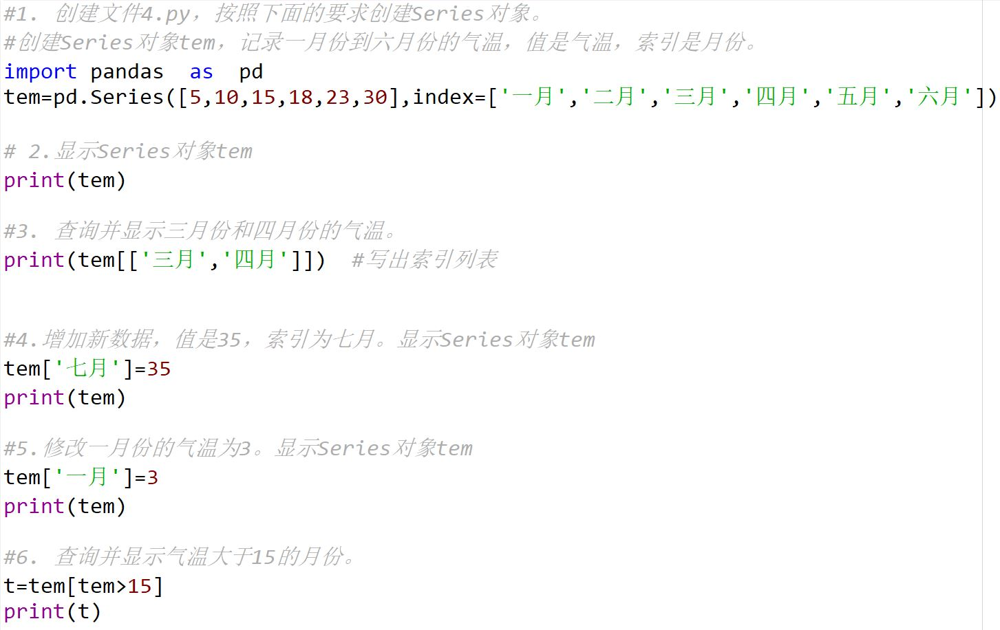 #1. 创建文件4.py，按照下面的要求创建Series对象。
#创建Series对象tem，记录一月份到六月份的气温，值是气温，索引是月份。
import pandas  as  pd
tem=pd.Series([5,10,15,18,23,30],index=['一月','二月','三月','四月','五月','六月'])
# 2.显示Series对象tem
print(tem)
#3. 查询并显示三月份和四月份的气温。
print(tem[['三月','四月']])  #写出索引列表
#4.增加新数据，值是35，索引为七月。显示Series对象tem
tem['七月']=35
print(tem)
#5.修改一月份的气温为3。显示Series对象tem
tem['一月']=3
print(tem)
#6. 查询并显示气温大于15的月份。
t=tem[tem>15]
print(t)